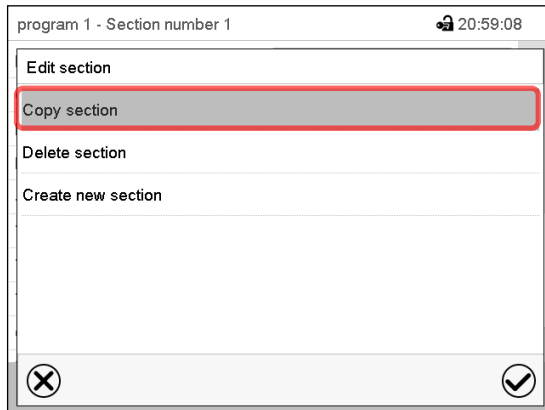 program 1 - Section number 1 20:59:08
Edit section
Copy section
Delete section
Create new section